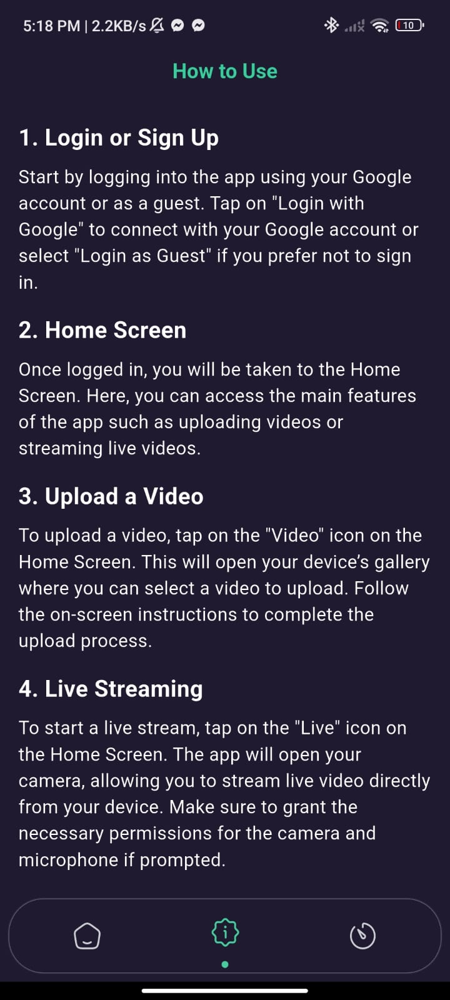 5:18 PM | 2.2KB/s
10
How to Use
1. Login or Sign Up
Start by logging into the app using your Google
account or as a guest. Tap on "Login with
Google" to connect with your Google account or
select "Login as Guest" if you prefer not to sign
in.
2. Home Screen
Once logged in, you will be taken to the Home
Screen. Here, you can access the main features
of the app such as uploading videos or
streaming live videos.
3. Upload a Video
To upload a video, tap on the "Video" icon on the
Home Screen. This will open your device’s gallery
where you can select a video to upload. Follow
the on-screen instructions to complete the
upload process.
4. Live Streaming
To start a live stream, tap on the "Live" icon on
the Home Screen. The app will open your
camera, allowing you to stream live video directly
from your device. Make sure to grant the
necessary permissions for the camera and
microphone if prompted.